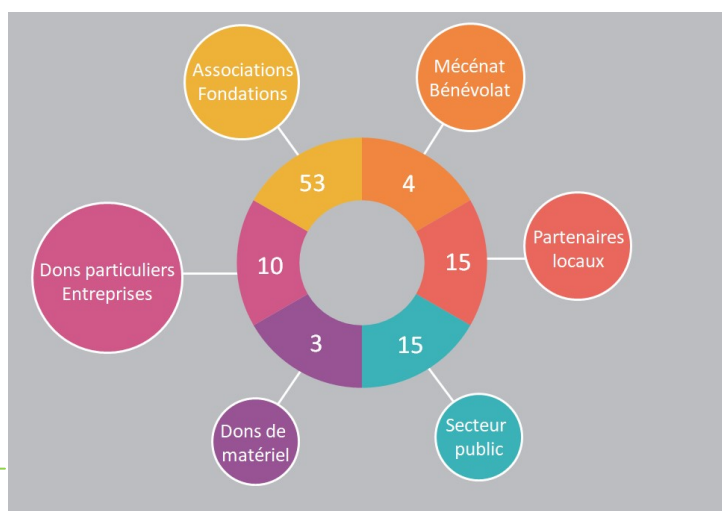 Associations
Fondations
Mécénat
Bénévolat
53
4
Dons particuliers
Entreprises
10
15
Partenaires
locaux
3
15
Dons de
matériel
Secteur
public